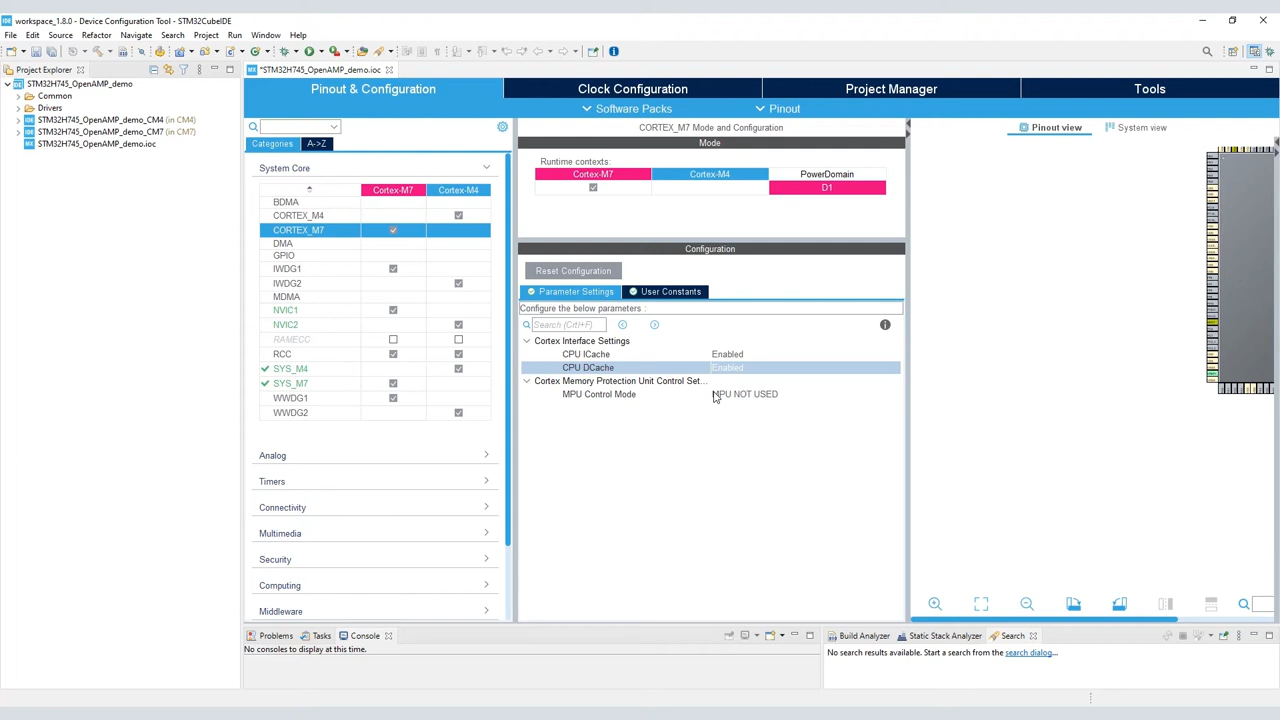 workspace_1.8.0 - Device Configuration Tool - STM32CubeIDE
File Edit Source Refactor Navigate Search Project Run Window Help
Project Explorer
*STM32H745_OpenAMP_demo.ioc
STM32H745_OpenAMP_demo
Common
Drivers
STM32H745_OpenAMP_demo_CM4 (in CM4)
STM32H745_OpenAMP_demo_CM7 (in CM7)
STM32H745_OpenAMP_demo.ioc
Pinout & Configuration
Clock Configuration
Project Manager
Tools
Software Packs
Pinout
Categories
A->Z
System Core
Cortex-M7
Cortex-M4
BDMA
CORTEX_M4
CORTEX_M7
DMA
GPIO
IWDG1
IWDG2
MDMA
NVIC1
NVIC2
RAMECC
RCC
SYS_M4
SYS_M7
WWDG1
WWDG2
Analog
Timers
Connectivity
Multimedia
Security
Computing
Middleware
CORTEX_M7 Mode and Configuration
Mode
Runtime contexts:
Cortex-M7 Cortex-M4 PowerDomain
D1
Configuration
Reset Configuration
Parameter Settings
User Constants
Configure the below parameters :
Search (Crtl+F)
Cortex Interface Settings
CPU ICache Enabled
CPU DCache Enabled
Cortex Memory Protection Unit Control Set...
MPU Control Mode MPU NOT USED
Pinout view
System view
Problems Tasks Console
No consoles to display at this time.
Build Analyzer Static Stack Analyzer Search
No search results available. Start a search from the search dialog...